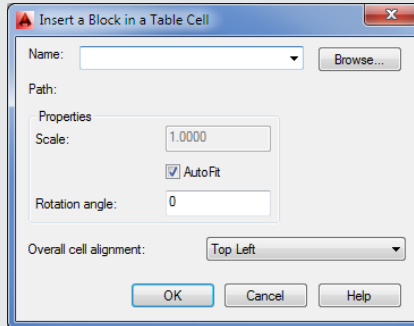 Insert a Block in a Table Cell
Name:
Browse...
Path:
Properties
Scale: 1.0000
AutoFit
Rotation angle: 0
Overall cell alignment: Top Left
OK Cancel Help